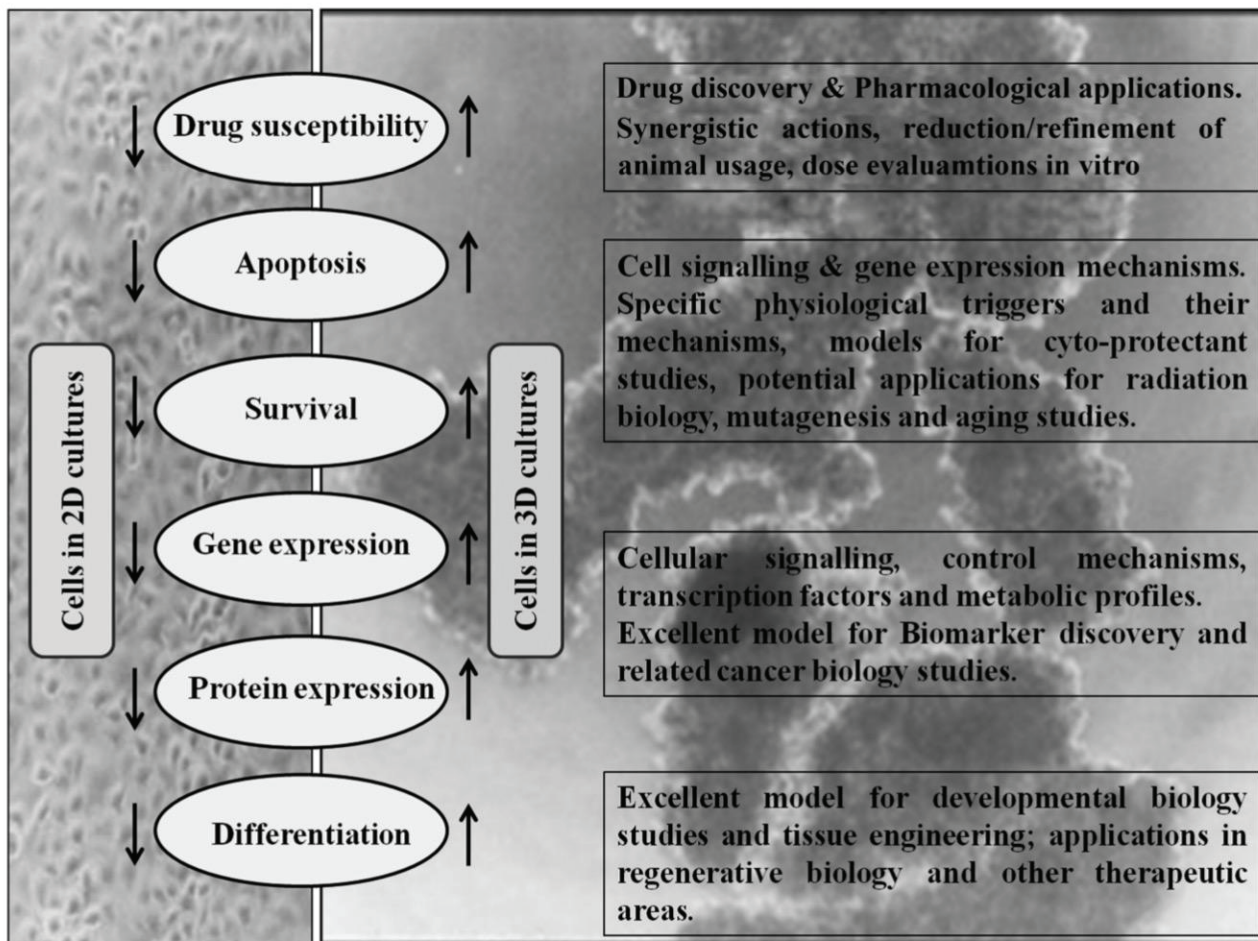 Drug susceptibility
Apoptosis
Survival
Gene expression
Protein expression
Differentiation
Cells in 2D cultures
Cells in 3D cultures
Drug discovery & Pharmacological applications.
Synergistic actions, reduction/refinement of
animal usage, dose evaluamtions in vitro
Cell signalling & gene expression mechanisms.
Specific physiological triggers and their
mechanisms, models for cyto-protectant
studies, potential applications for radiation
biology, mutagenesis and aging studies.
Cellular signalling, control mechanisms,
transcription factors and metabolic profiles.
Excellent model for Biomarker discovery and
related cancer biology studies.
Excellent model for developmental biology
studies and tissue engineering; applications in
regenerative biology and other therapeutic
areas.